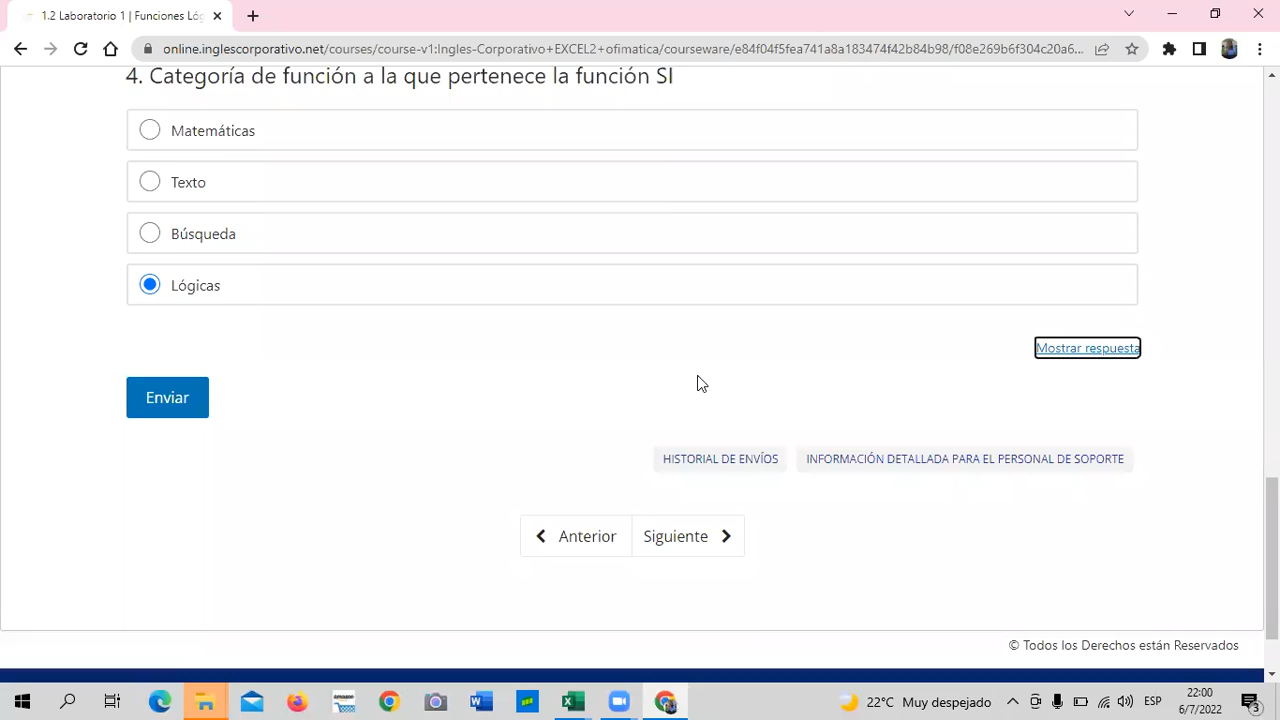 1.2 Laboratorio 1 | Funciones Lóg
online.inglescorporativo.net/courses/course-v1:Ingles-Corporativo+EXCEL2+ofimatica/courseware/e84f04f5fea741a8a183474f42b84b98/f08e269b6f304c20a6...
4. Categoría de función a la que pertenece la función SI
Matemáticas
Texto
Búsqueda
Lógicas
Mostrar respuesta
Enviar
HISTORIAL DE ENVÍOS
INFORMACIÓN DETALLADA PARA EL PERSONAL DE SOPORTE
Anterior
Siguiente
© Todos los Derechos están Reservados
22°C Muy despejado
ESP
22:00
6/7/2022
3